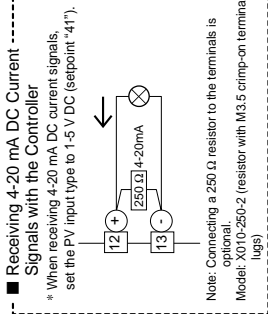 ■ Receiving 4-20 mA DC Current
Signals with the Controller
* When receiving 4-20 mA DC current signals,
set the PV input type to 1-5 V DC (setpoint "41").
12 +
250 Ω 4-20mA
13 -
Note: Connecting a 250 Ω resistor to the terminals is
optional.
Model: X010-250-2 (resistor with M3.5 crimp-on terminal
lugs)